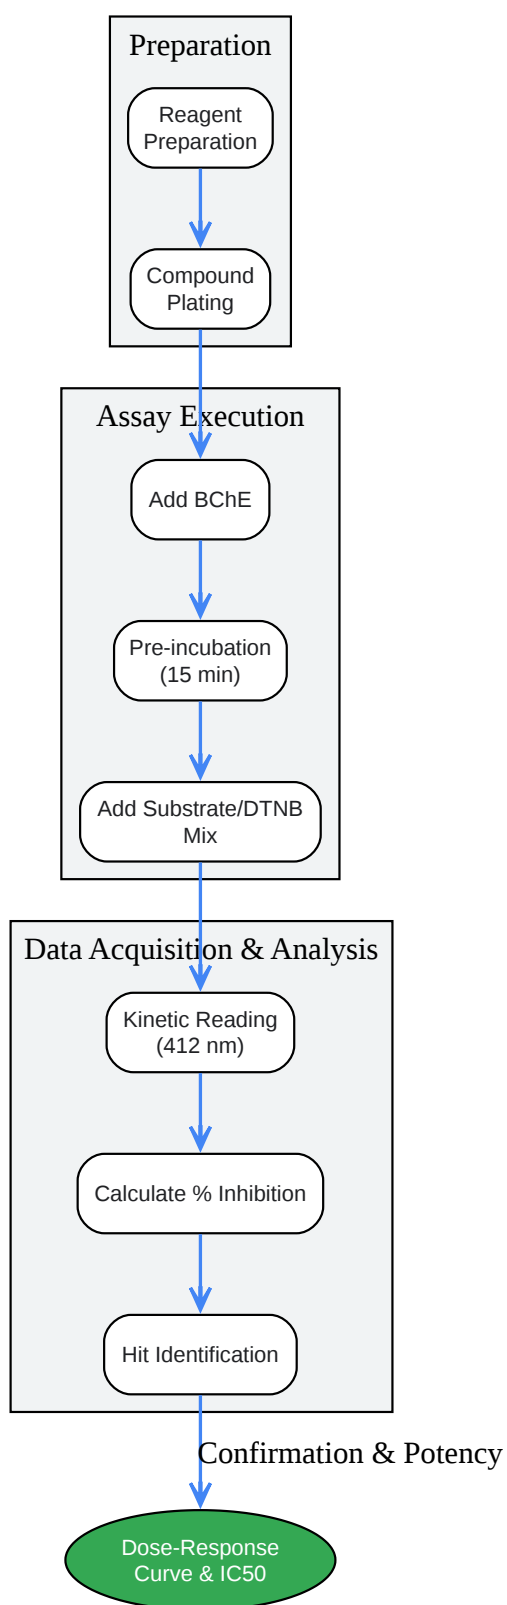 Preparation
Reagent
Preparation
Compound
Plating
Assay Execution
Add BChE
Pre-incubation
(15 min)
Add Substrate/DTNB
Mix
Data Acquisition & Analysis
Kinetic Reading
(412 nm)
Calculate % Inhibition
Hit Identification
Confirmation & Potency
Dose-Response
Curve & IC50